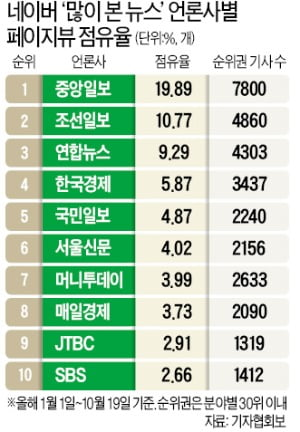 네이버 '많이 본 뉴스' 언론사별
페이지뷰 점유율 (단위:%, 개)
순위 언론사 점유율 순위권 기사 수
1 중앙일보 19.89 7800
2 조선일보 10.77 4860
3 연합뉴스 9.29 4303
4 한국경제 5.87 3437
5 국민일보 4.87 2240
6 서울신문 4.02 2156
7 머니투데이 3.99 2633
8 매일경제 3.73 2090
9 JTBC 2.91 1319
10 SBS 2.66 1412
※올해 1월 1일~10월 19일 기준. 순위권은 분야별 30위 이내
자료 : 기자협회보